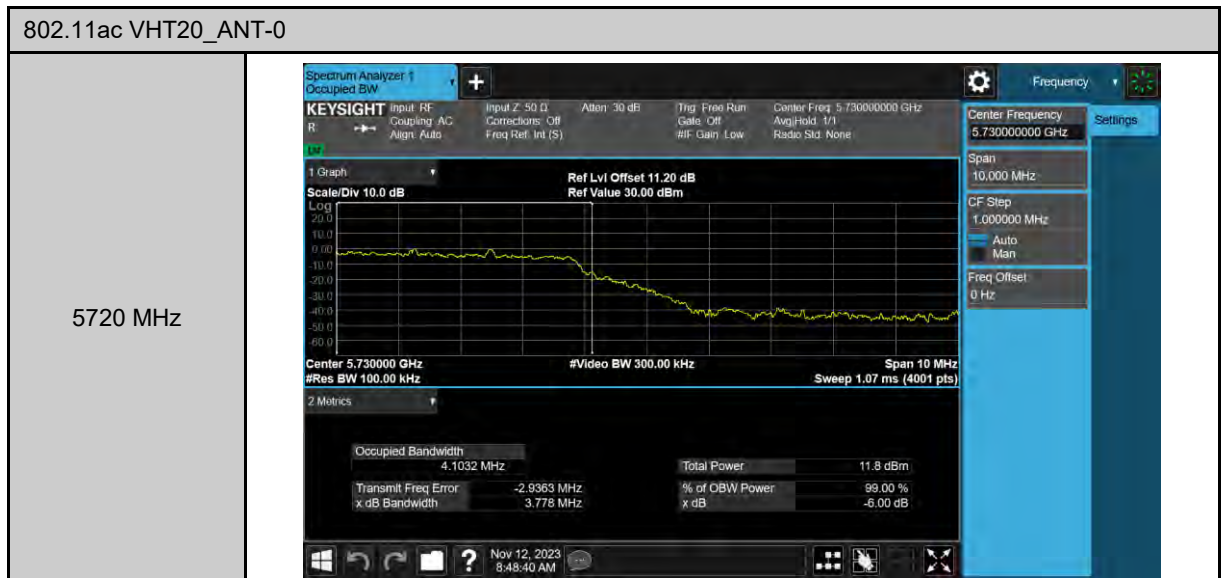 802.11ac VHT20_ANT-0
5720 MHz
Spectrum Analyzer 1
Occupied BW
+
Frequency
KEYSIGHT
R
Input: RF
Coupling: AC
Align: Auto
Input Z: 50 Ω
Corrections: Off
Freq Ref: Int (S)
Atten: 30 dB
Trig: Free Run
Gate: Off
#IF Gain: Low
Center Freq: 5.730000000 GHz
Avg|Hold: 1/1
Radio Std: None
Center Frequency
5.730000000 GHz
Settings
Span
10.000 MHz
CF Step
1.000000 MHz
Auto
Man
Freq Offset
0 Hz
1 Graph
Scale/Div 10.0 dB
Ref Lvl Offset 11.20 dB
Ref Value 30.00 dBm
Log
20.0
10.0
0.00
-10.0
-20.0
-30.0
-40.0
-50.0
-60.0
Center 5.730000 GHz
#Video BW 300.00 kHz
Span 10 MHz
#Res BW 100.00 kHz
Sweep 1.07 ms (4001 pts)
2 Metrics
Occupied Bandwidth
4.1032 MHz
Total Power 11.8 dBm
Transmit Freq Error -2.9363 MHz
% of OBW Power 99.00 %
x dB Bandwidth 3.778 MHz
x dB -6.00 dB
?
Nov 12, 2023
8:48:40 AM